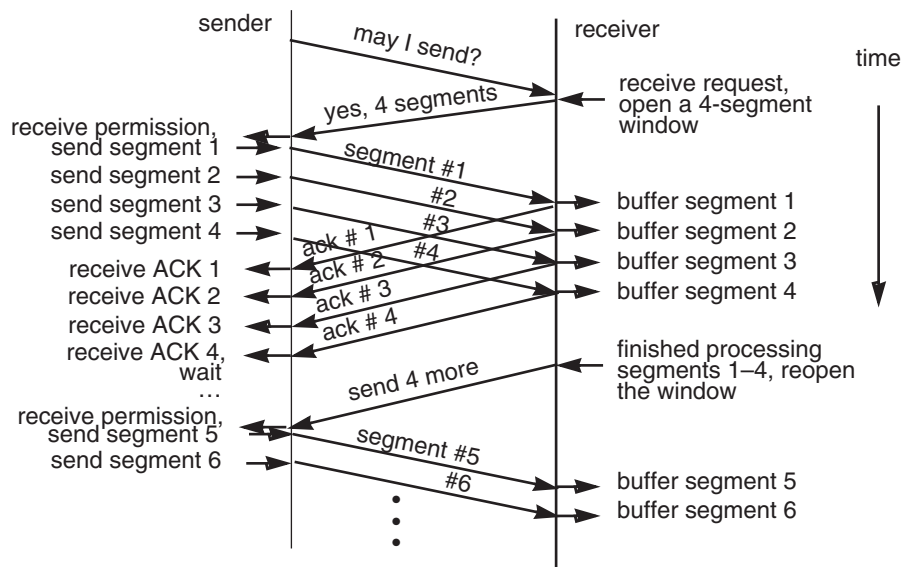 sender
may I send?
receiver
time
receive request,
open a 4-segment
window
yes, 4 segments
receive permission,
send segment 1
segment #1
send segment 2
#2
buffer segment 1
send segment 3
#3
buffer segment 2
send segment 4
ack # 1
#4
buffer segment 3
receive ACK 1
ack # 2
buffer segment 4
receive ACK 2
ack # 3
receive ACK 3
ack # 4
receive ACK 4,
wait
...
finished processing
segments 1–4, reopen
the window
send 4 more
receive permission,
send segment 5
segment #5
send segment 6
#6
buffer segment 5
buffer segment 6